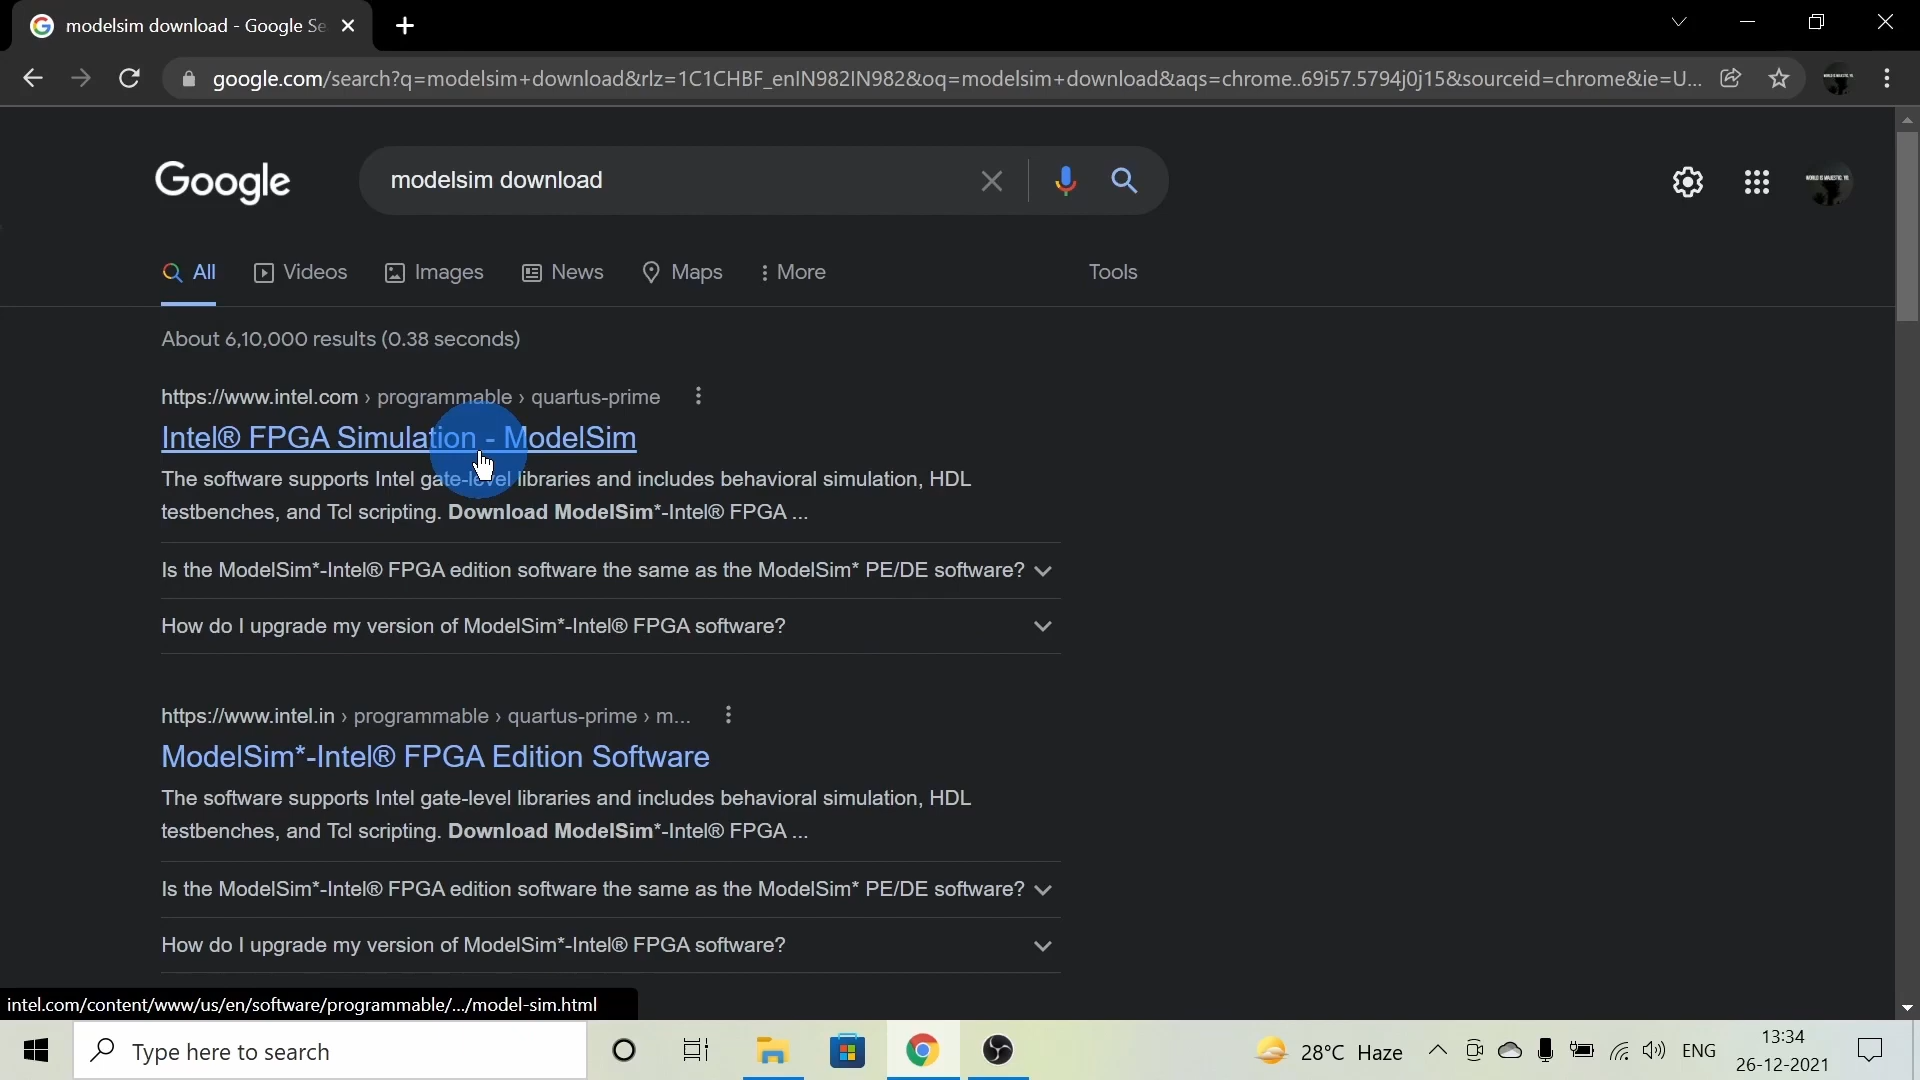 modelsim download - Google Se
google.com/search?q=modelsim+download&rlz=1C1CHBF_enIN982IN982&oq=modelsim+download&aqs=chrome..69i57.5794j0j15&sourceid=chrome&ie=U...
Google
modelsim download
All Videos Images News Maps More Tools
About 6,10,000 results (0.38 seconds)
https://www.intel.com › programmable › quartus-prime
Intel® FPGA Simulation - ModelSim
The software supports Intel gate-level libraries and includes behavioral simulation, HDL
testbenches, and Tcl scripting. Download ModelSim*-Intel® FPGA ...
Is the ModelSim*-Intel® FPGA edition software the same as the ModelSim* PE/DE software?
How do I upgrade my version of ModelSim*-Intel® FPGA software?
https://www.intel.in › programmable › quartus-prime › m...
ModelSim*-Intel® FPGA Edition Software
The software supports Intel gate-level libraries and includes behavioral simulation, HDL
testbenches, and Tcl scripting. Download ModelSim*-Intel® FPGA ...
Is the ModelSim*-Intel® FPGA edition software the same as the ModelSim* PE/DE software?
How do I upgrade my version of ModelSim*-Intel® FPGA software?
intel.com/content/www/us/en/software/programmable/.../model-sim.html
Type here to search
28°C Haze
ENG
13:34
26-12-2021